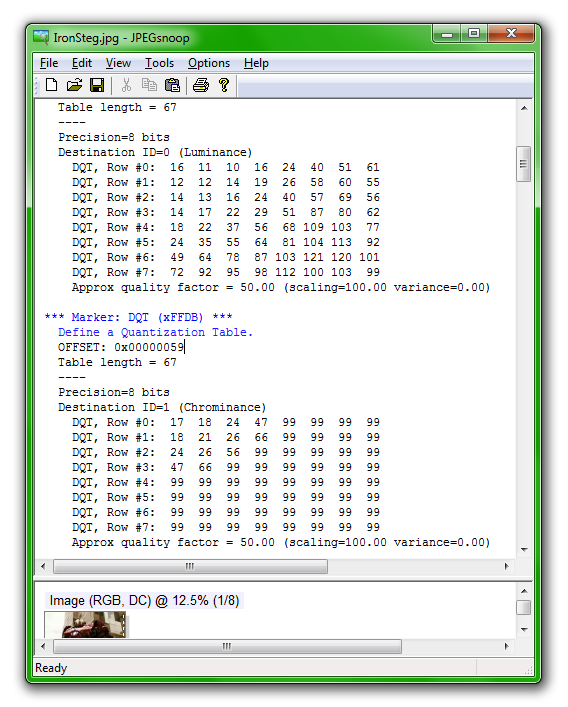 IronSteg.jpg - JPEGsnoop
File Edit View Tools Options Help
Table length = 67
----
Precision=8 bits
Destination ID=0 (Luminance)
DQT, Row #0: 16 11 10 16 24 40 51 61
DQT, Row #1: 12 12 14 19 26 58 60 55
DQT, Row #2: 14 13 16 24 40 57 69 56
DQT, Row #3: 14 17 22 29 51 87 80 62
DQT, Row #4: 18 22 37 56 68 109 103 77
DQT, Row #5: 24 35 55 64 81 104 113 92
DQT, Row #6: 49 64 78 87 103 121 120 101
DQT, Row #7: 72 92 95 98 112 100 103 99
Approx quality factor = 50.00 (scaling=100.00 variance=0.00)
*** Marker: DQT (xFFDB) ***
Define a Quantization Table.
OFFSET: 0x00000059
Table length = 67
----
Precision=8 bits
Destination ID=1 (Chrominance)
DQT, Row #0: 17 18 24 47 99 99 99 99
DQT, Row #1: 18 21 26 66 99 99 99 99
DQT, Row #2: 24 26 56 99 99 99 99 99
DQT, Row #3: 47 66 99 99 99 99 99 99
DQT, Row #4: 99 99 99 99 99 99 99 99
DQT, Row #5: 99 99 99 99 99 99 99 99
DQT, Row #6: 99 99 99 99 99 99 99 99
DQT, Row #7: 99 99 99 99 99 99 99 99
Approx quality factor = 50.00 (scaling=100.00 variance=0.00)
Image (RGB, DC) @ 12.5% (1/8)
Ready